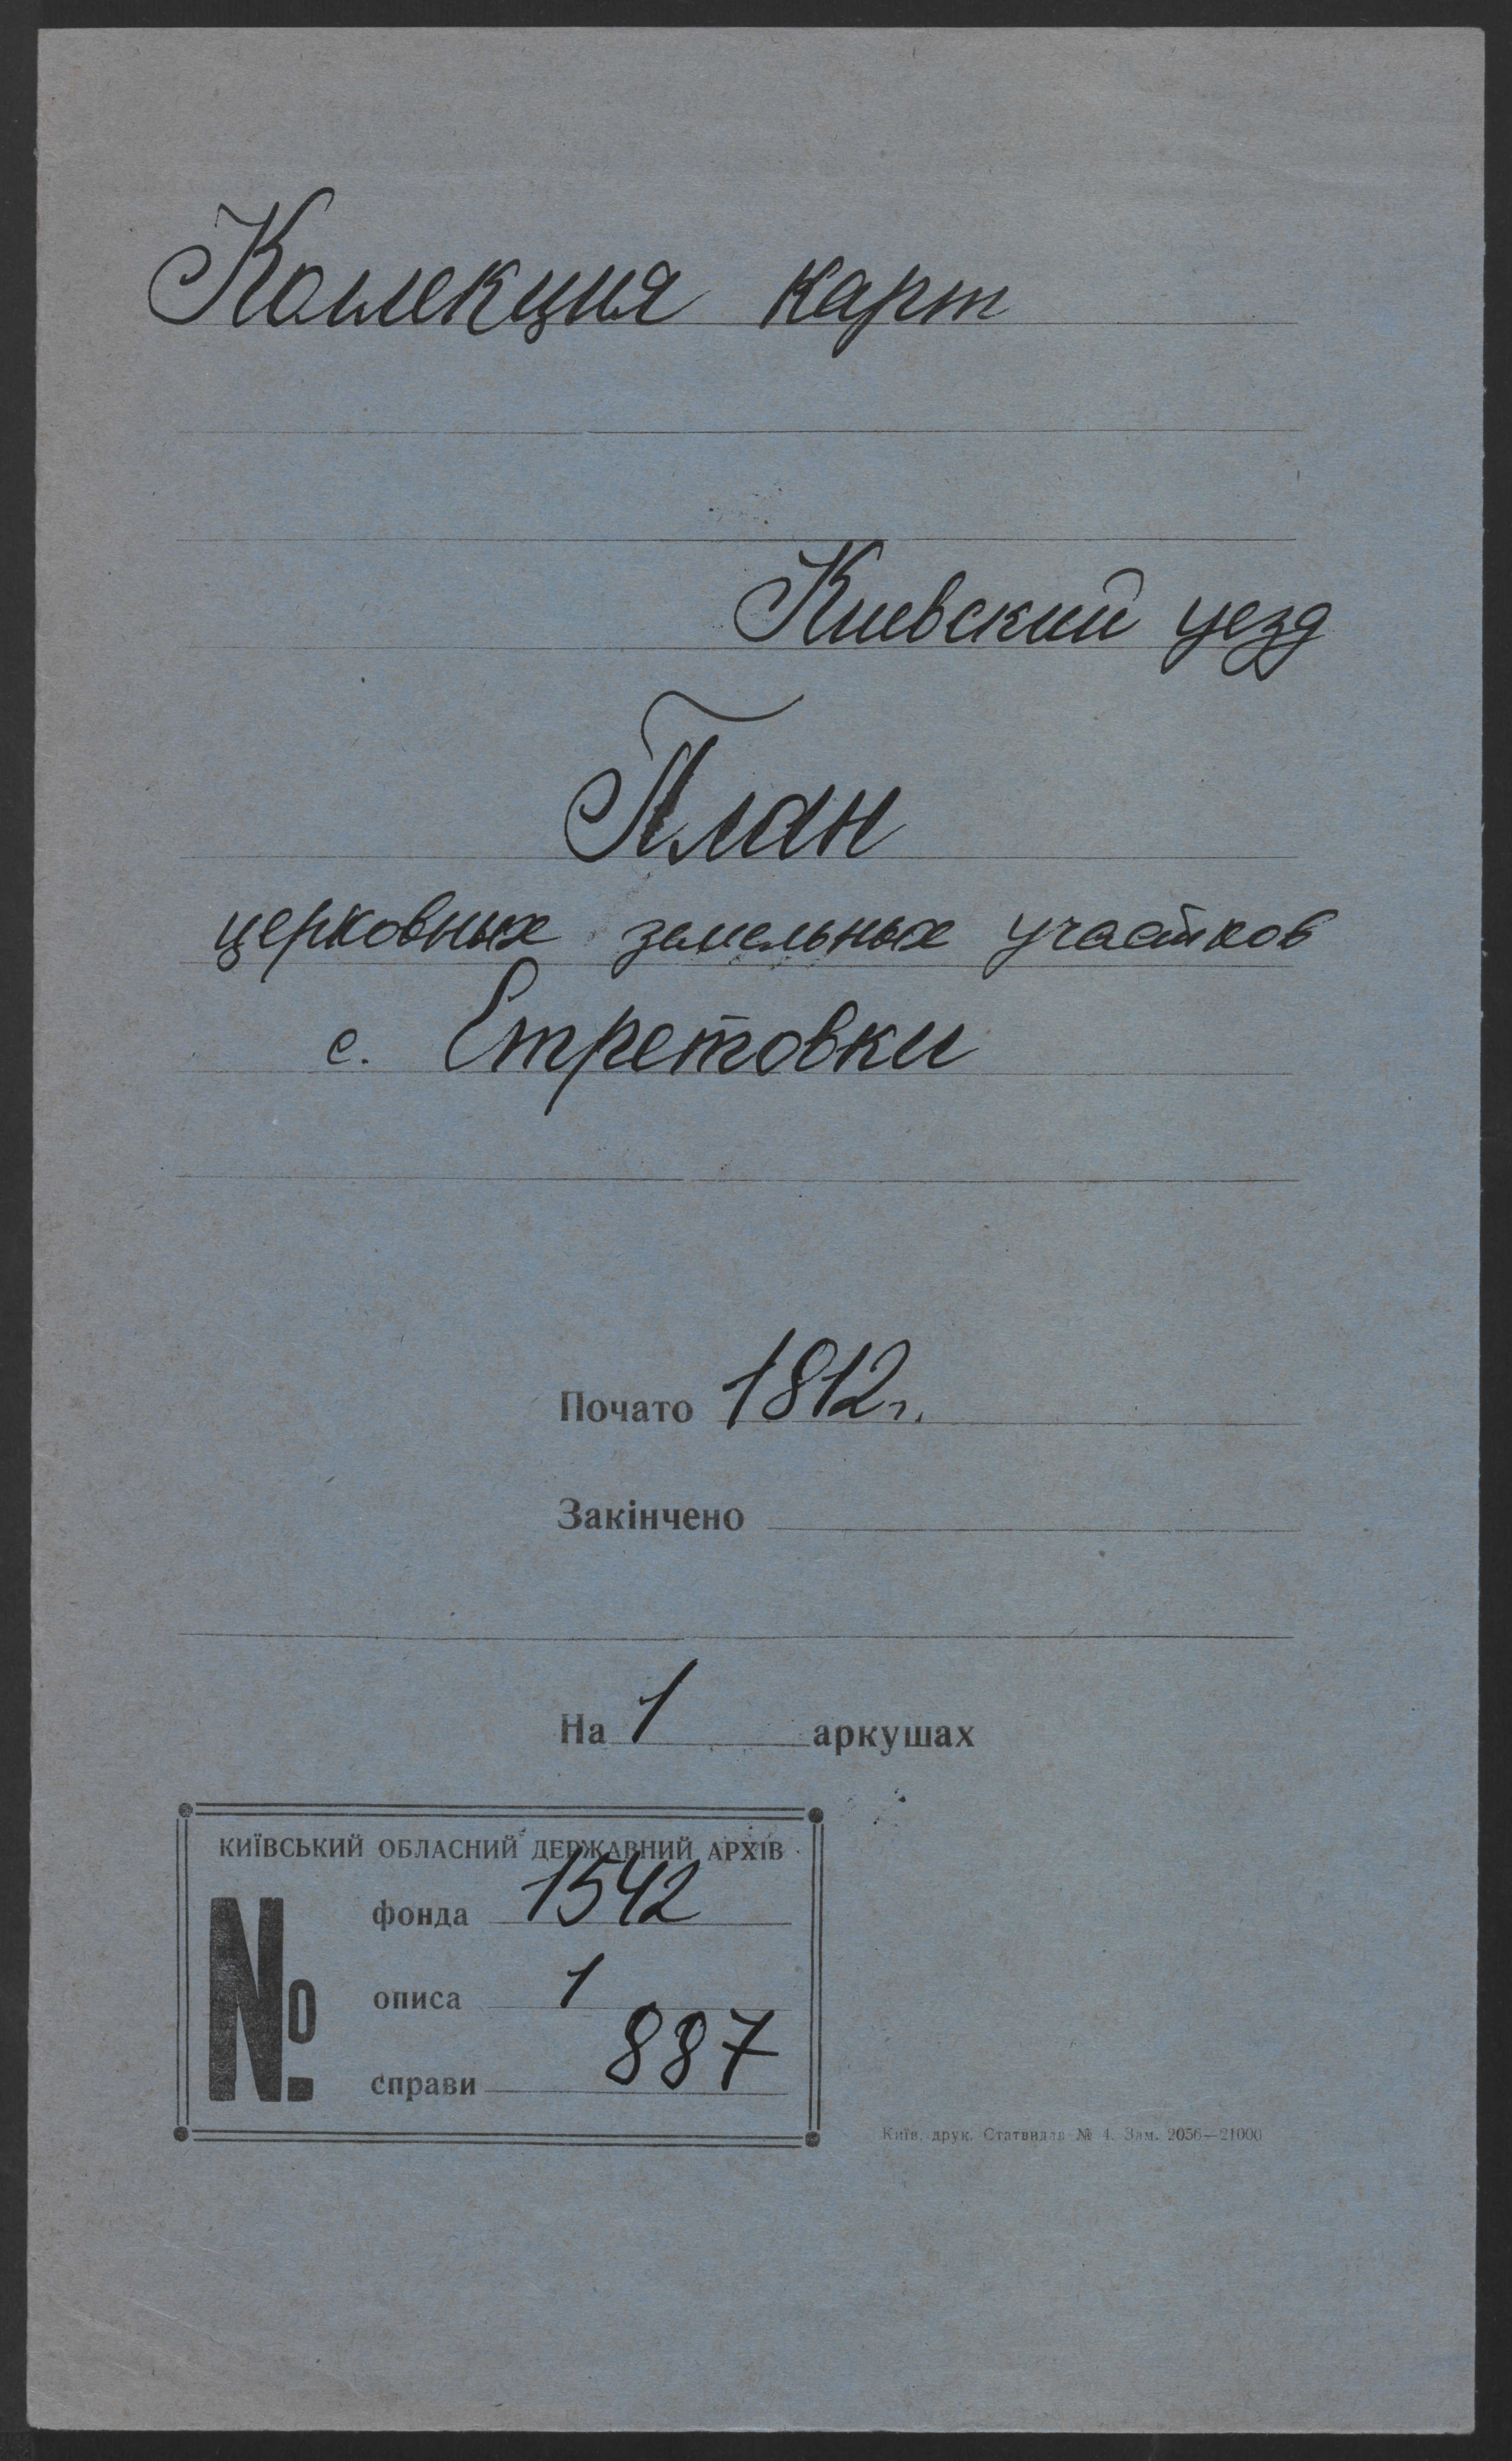 Коллекция карт
Киевский уезд
План
церковных земельных участков
с. Стретовки
Почато 1812 г.
Закінчено
На 1 аркушах
КИЇВСЬКИЙ ОБЛАСНИЙ ДЕРЖАВНИЙ АРХІВ
№
фонда 1542
описа 1
справи 887
Київ, друк. Статвидав № 4. Зам. 2056—21000